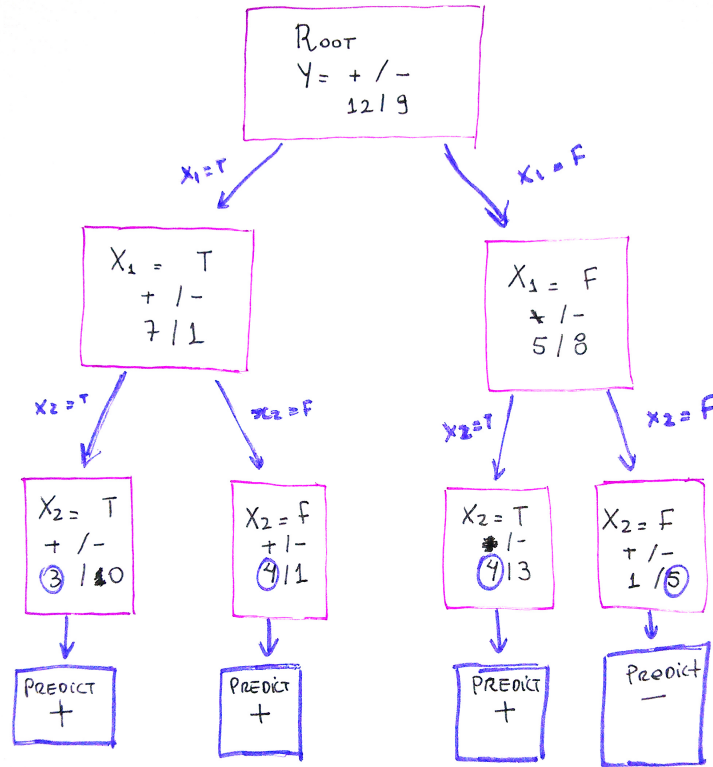 Root
Y = + / -
12 / 9
X1 = T
X1 = F
X1 = T
+ / -
7 / 1
X1 = F
+ / -
5 / 8
X2 = T
x2 = F
X2 = T
X2 = F
X2 = T
+ / -
3 / 0
X2 = F
+ / -
4 / 1
X2 = T
+ / -
4 / 3
X2 = F
+ / -
1 / 5
PREDICT
+
PREDICT
+
PREDICT
+
Predict
-